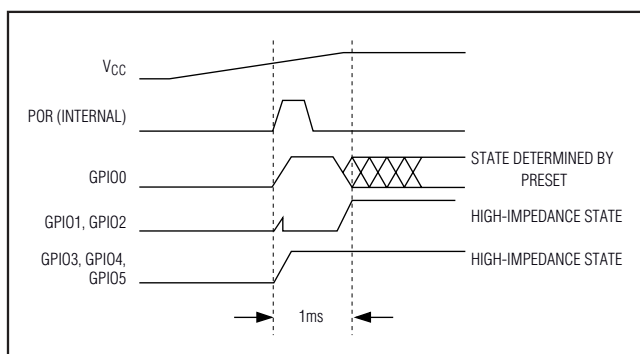 VCC
POR (INTERNAL)
GPIO0
STATE DETERMINED BY
PRESET
GPIO1, GPIO2
HIGH-IMPEDANCE STATE
GPIO3, GPIO4,
GPIO5
HIGH-IMPEDANCE STATE
1ms